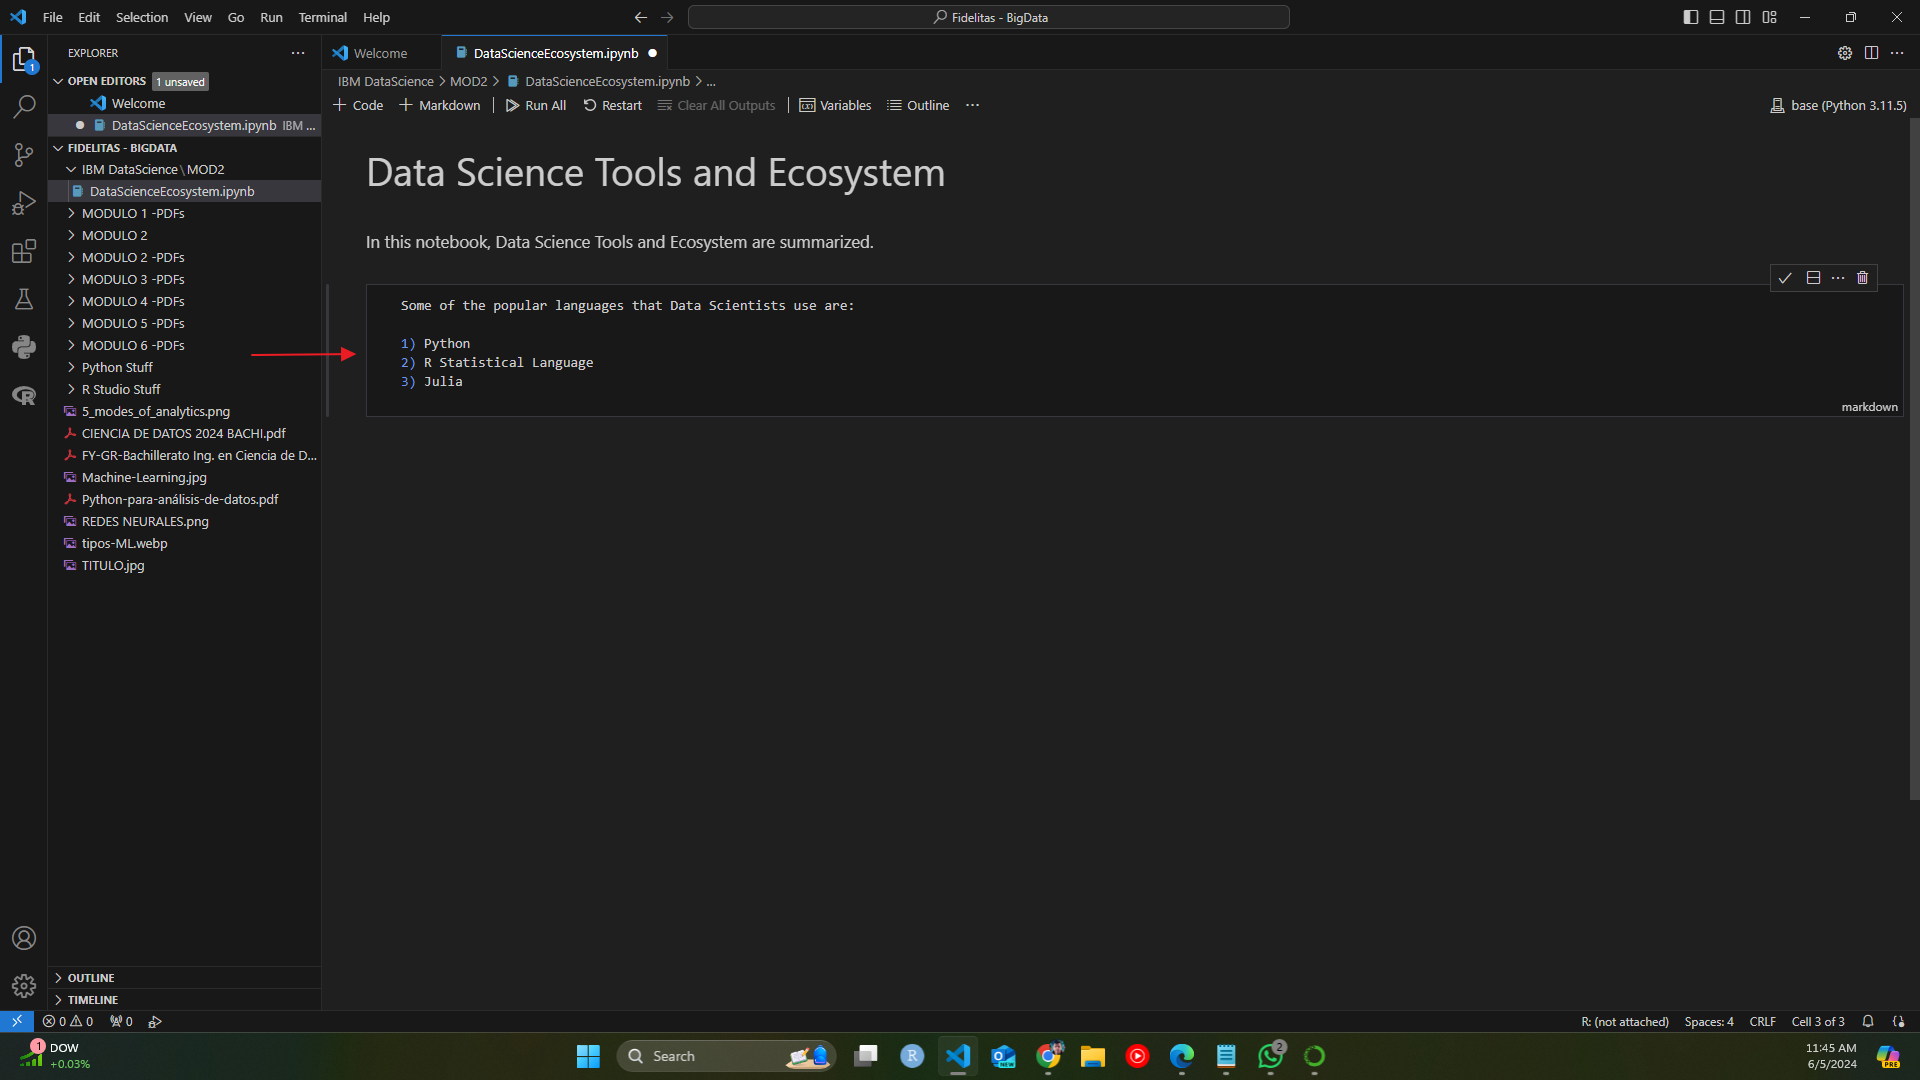 File Edit Selection View Go Run Terminal Help
Fidelitas - BigData
EXPLORER
OPEN EDITORS 1 unsaved
Welcome
DataScienceEcosystem.ipynb IBM ...
FIDELITAS - BIGDATA
IBM DataScience\MOD2
DataScienceEcosystem.ipynb
MODULO 1 -PDFs
MODULO 2
MODULO 2 -PDFs
MODULO 3 -PDFs
MODULO 4 -PDFs
MODULO 5 -PDFs
MODULO 6 -PDFs
Python Stuff
R Studio Stuff
5_modes_of_analytics.png
CIENCIA DE DATOS 2024 BACHI.pdf
FY-GR-Bachillerato Ing. en Ciencia de D...
Machine-Learning.jpg
Python-para-análisis-de-datos.pdf
REDES NEURALES.png
tipos-ML.webp
TITULO.jpg
OUTLINE
TIMELINE
1
Welcome DataScienceEcosystem.ipynb
IBM DataScience > MOD2 > DataScienceEcosystem.ipynb > ...
Code Markdown Run All Restart Clear All Outputs Variables Outline ... base (Python 3.11.5)
Data Science Tools and Ecosystem
In this notebook, Data Science Tools and Ecosystem are summarized.
Some of the popular languages that Data Scientists use are:
1) Python
2) R Statistical Language
3) Julia
markdown
0 0 0 R: (not attached) Spaces: 4 CRLF Cell 3 of 3
1 DOW
+0.03%
Search
R
NEW
2
11:45 AM
6/5/2024
PRE